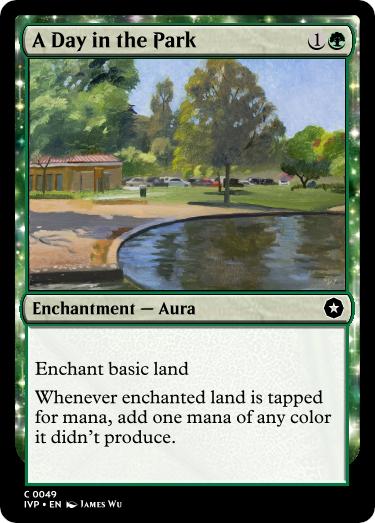 A Day in the Park 1
Enchantment — Aura
Enchant basic land
Whenever enchanted land is tapped
for mana, add one mana of any color
it didn't produce.
C 0049
IVP • EN James Wu